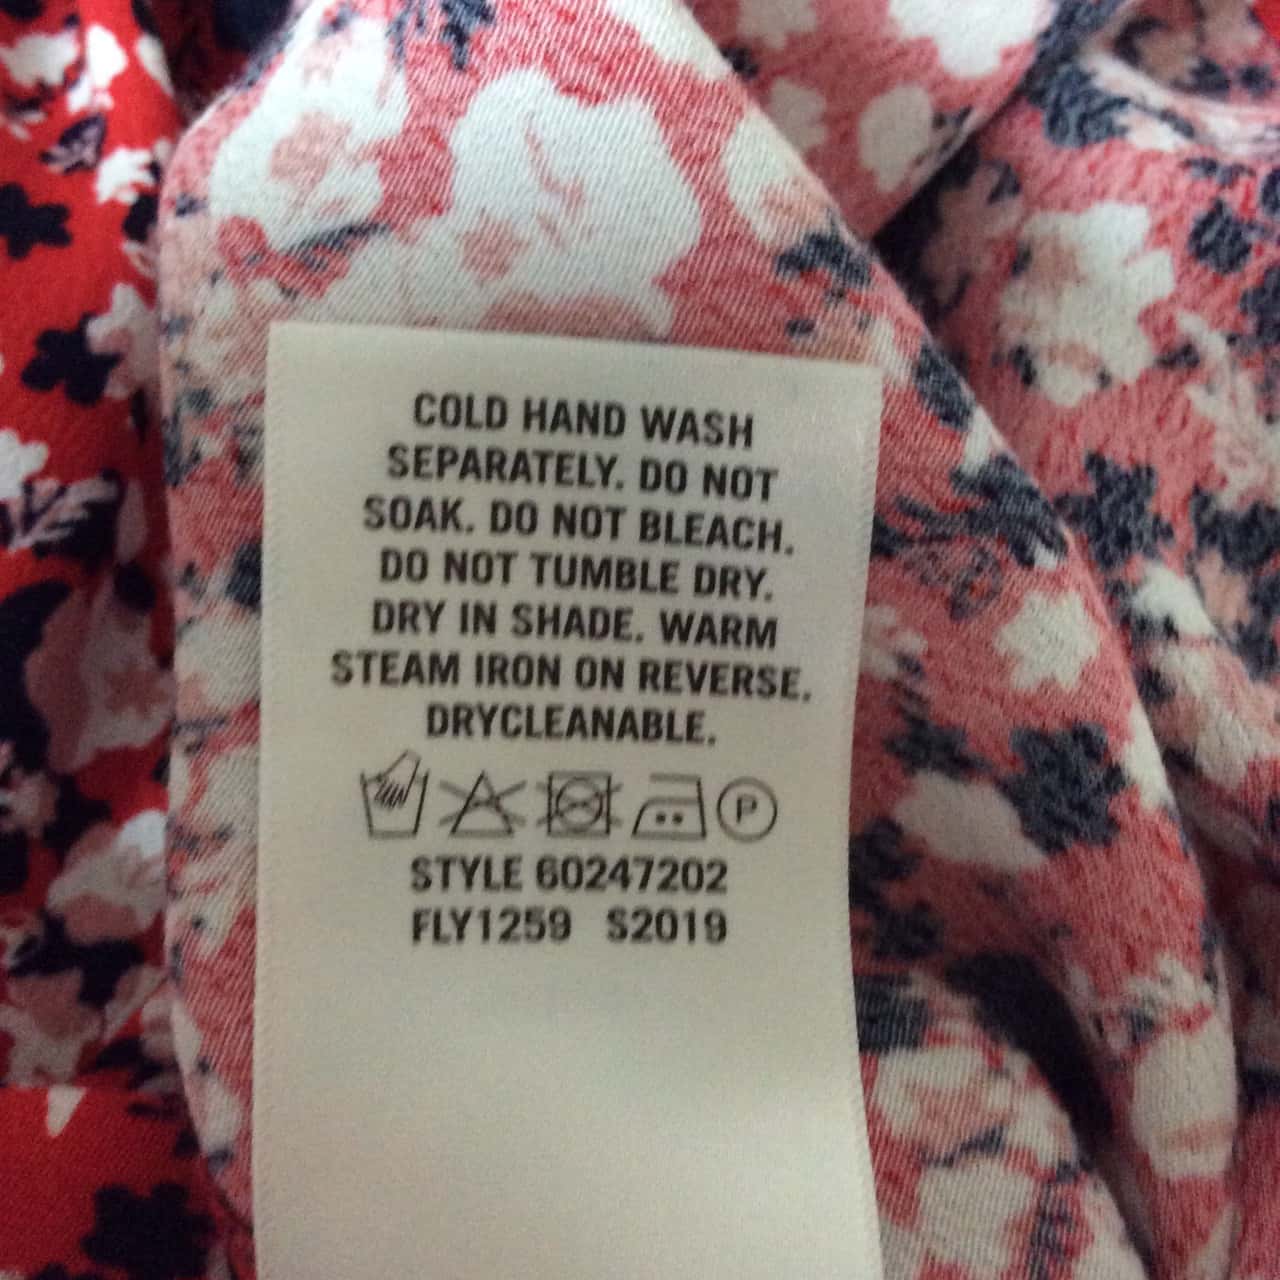 COLD HAND WASH
SEPARATELY. DO NOT
SOAK. DO NOT BLEACH.
DO NOT TUMBLE DRY.
DRY IN SHADE. WARM
STEAM IRON ON REVERSE.
DRYCLEANABLE.
P
STYLE 60247202
FLY1259 S2019